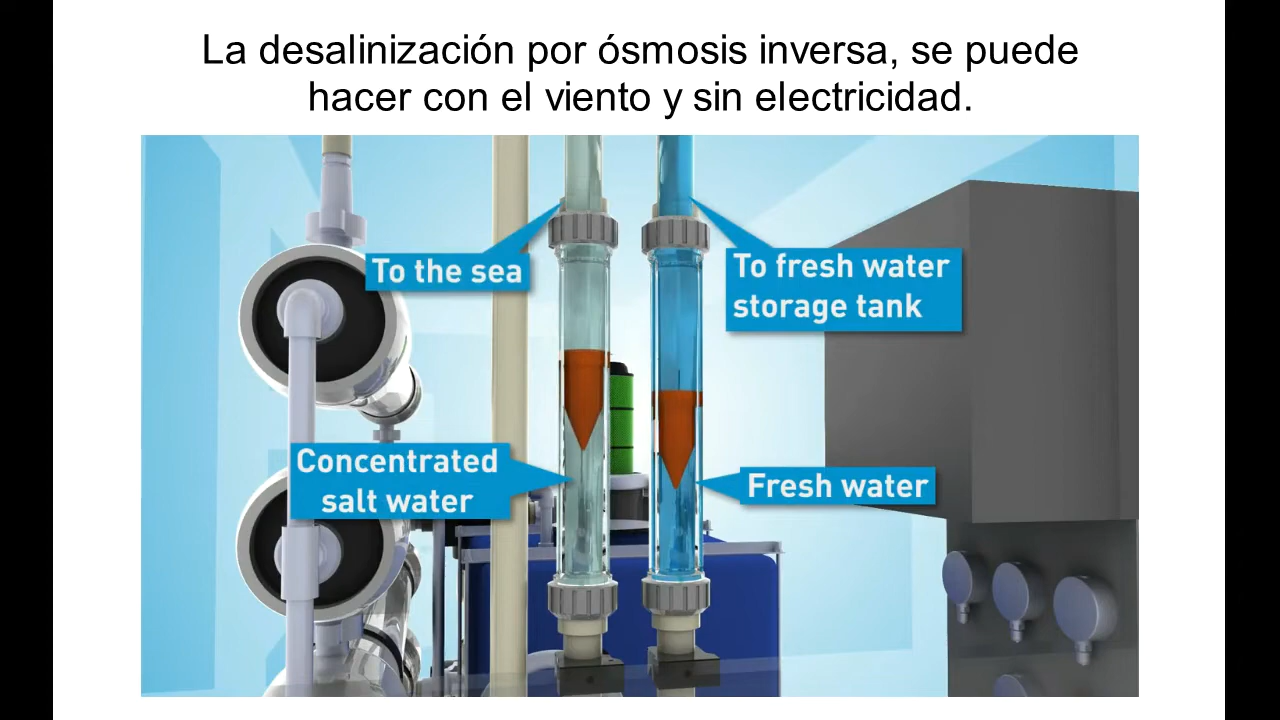 La desalinización por ósmosis inversa, se puede
hacer con el viento y sin electricidad.
To the sea
To fresh water
storage tank
Concentrated
salt water
Fresh water